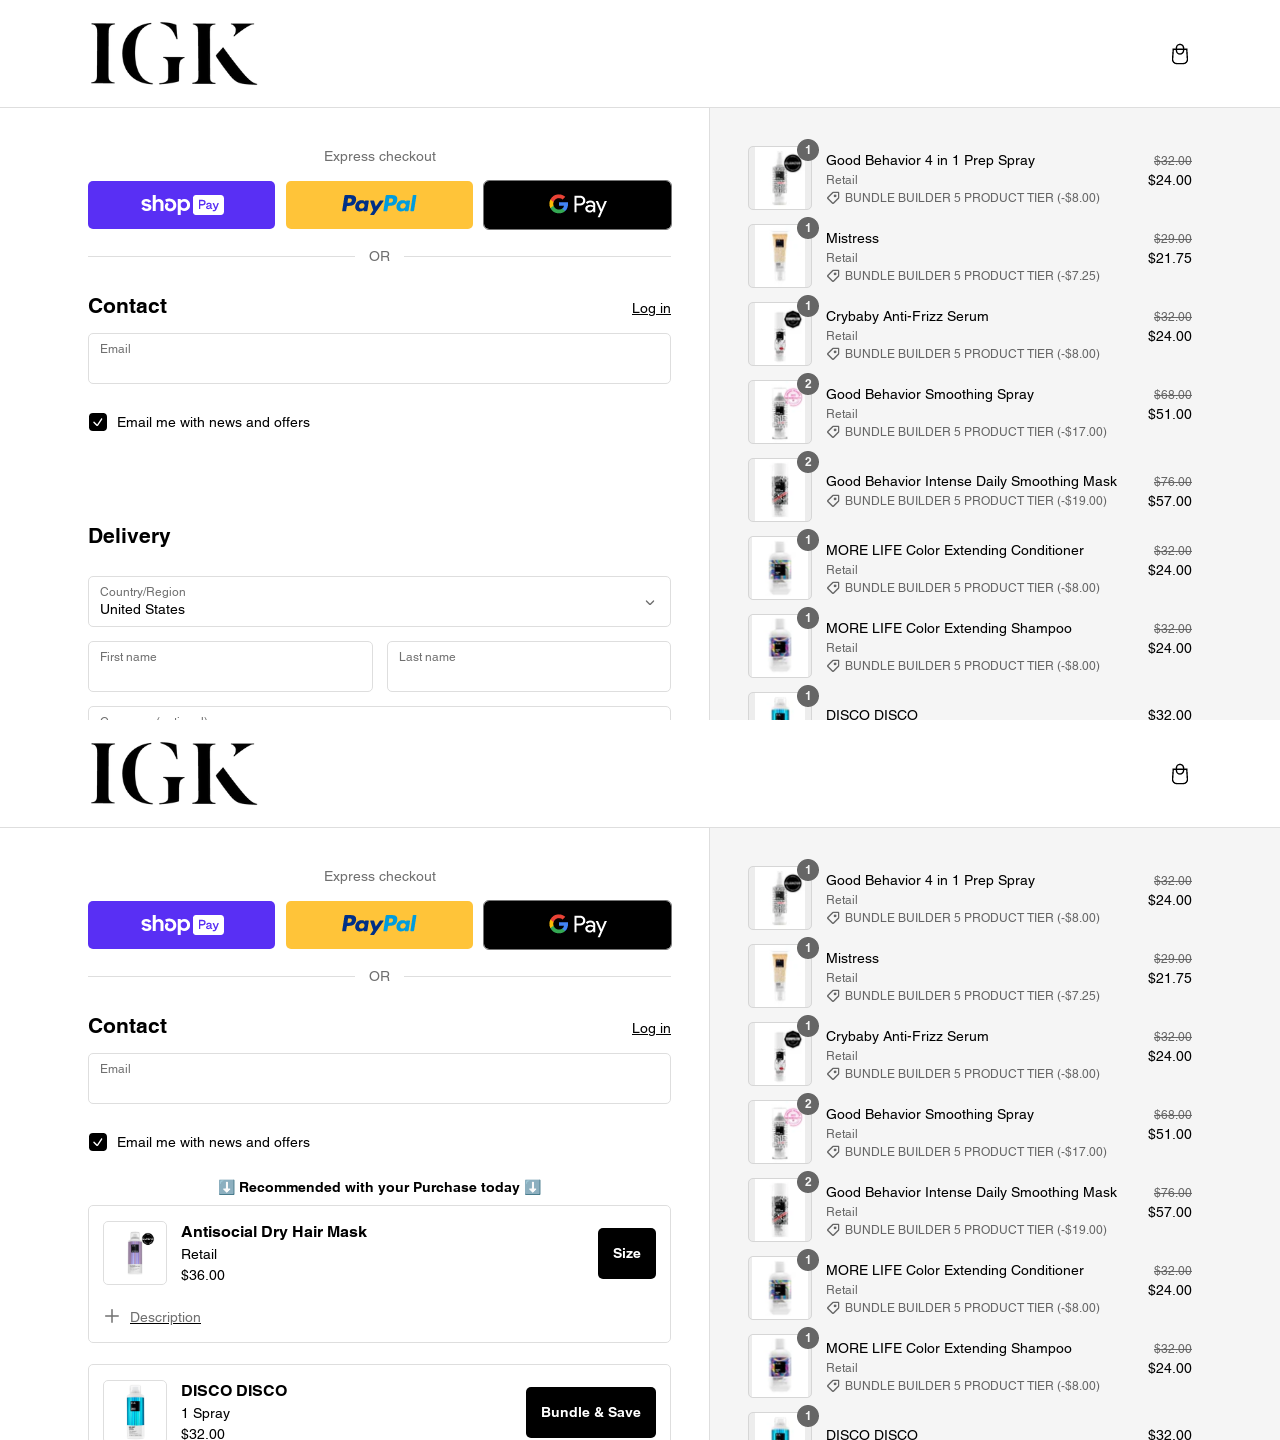 IGK
Express checkout
shop Pay
PayPal
G Pay
OR
Contact
Log in
Email
Email me with news and offers
Delivery
Country/Region
United States
First name
Last name
1
Good Behavior 4 in 1 Prep Spray
$32.00
Retail
$24.00
BUNDLE BUILDER 5 PRODUCT TIER (-$8.00)
1
Mistress
$29.00
Retail
$21.75
BUNDLE BUILDER 5 PRODUCT TIER (-$7.25)
1
Crybaby Anti-Frizz Serum
$32.00
Retail
$24.00
BUNDLE BUILDER 5 PRODUCT TIER (-$8.00)
2
Good Behavior Smoothing Spray
$68.00
Retail
$51.00
BUNDLE BUILDER 5 PRODUCT TIER (-$17.00)
2
Good Behavior Intense Daily Smoothing Mask
$76.00
BUNDLE BUILDER 5 PRODUCT TIER (-$19.00)
$57.00
1
MORE LIFE Color Extending Conditioner
$32.00
Retail
$24.00
BUNDLE BUILDER 5 PRODUCT TIER (-$8.00)
1
MORE LIFE Color Extending Shampoo
$32.00
Retail
$24.00
BUNDLE BUILDER 5 PRODUCT TIER (-$8.00)
1
DISCO DISCO
$32.00
IGK
Express checkout
shop Pay
PayPal
G Pay
OR
Contact
Log in
Email
Email me with news and offers
⬇️ Recommended with your Purchase today ⬇️
Antisocial Dry Hair Mask
Retail
$36.00
Size
Description
DISCO DISCO
1 Spray
$32.00
Bundle & Save
1
Good Behavior 4 in 1 Prep Spray
$32.00
Retail
$24.00
BUNDLE BUILDER 5 PRODUCT TIER (-$8.00)
1
Mistress
$29.00
Retail
$21.75
BUNDLE BUILDER 5 PRODUCT TIER (-$7.25)
1
Crybaby Anti-Frizz Serum
$32.00
Retail
$24.00
BUNDLE BUILDER 5 PRODUCT TIER (-$8.00)
2
Good Behavior Smoothing Spray
$68.00
Retail
$51.00
BUNDLE BUILDER 5 PRODUCT TIER (-$17.00)
2
Good Behavior Intense Daily Smoothing Mask
$76.00
Retail
$57.00
BUNDLE BUILDER 5 PRODUCT TIER (-$19.00)
1
MORE LIFE Color Extending Conditioner
$32.00
Retail
$24.00
BUNDLE BUILDER 5 PRODUCT TIER (-$8.00)
1
MORE LIFE Color Extending Shampoo
$32.00
Retail
$24.00
BUNDLE BUILDER 5 PRODUCT TIER (-$8.00)
1
DISCO DISCO
$32.00